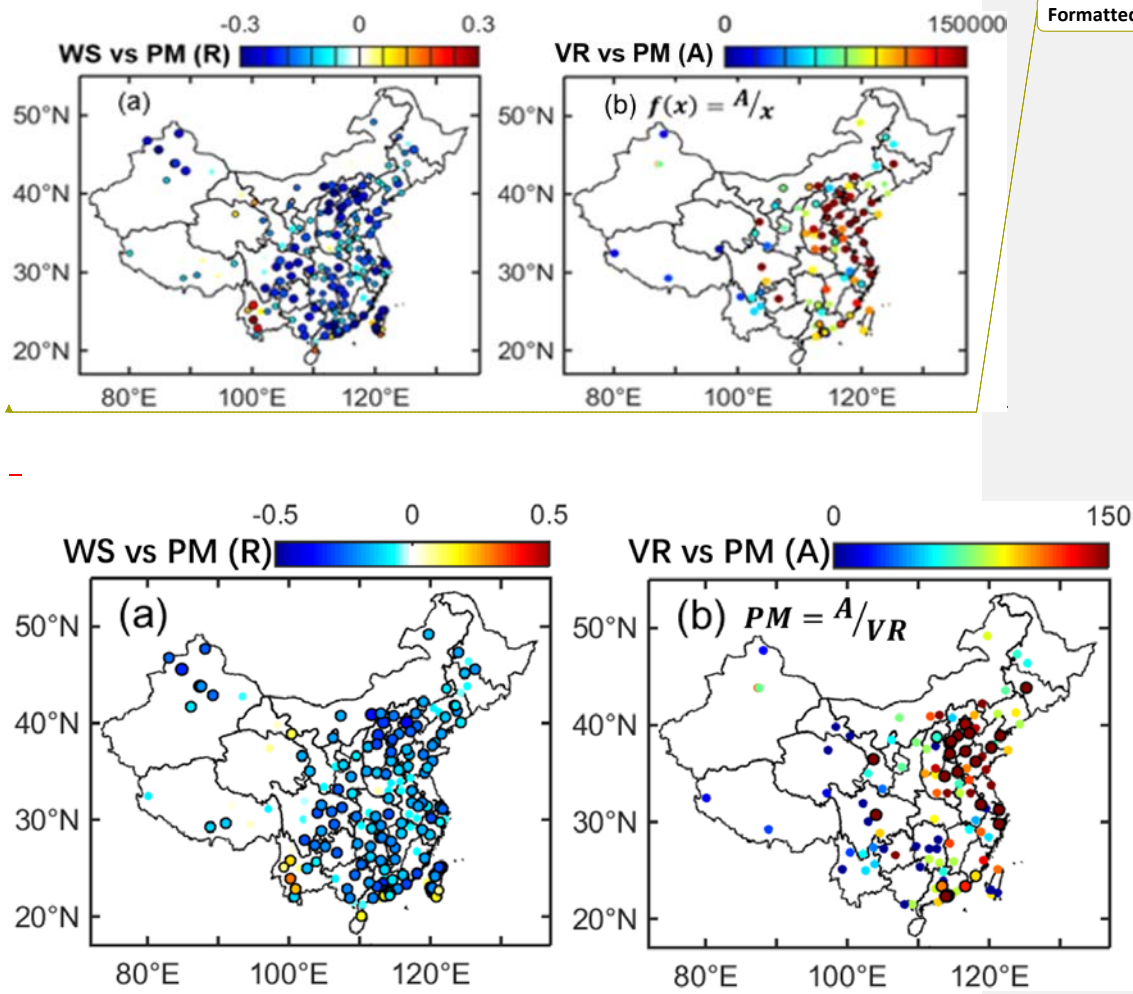 Formatted
-0.3 0 0.3
WS vs PM (R)
0 150000
VR vs PM (A)
(a)
50°N
40°N
30°N
20°N
80°E 100°E 120°E
(b) f(x) = A/x
50°N
40°N
30°N
20°N
80°E 100°E 120°E
-0.5 0 0.5
WS vs PM (R)
0 150
VR vs PM (A)
(a)
50°N
40°N
30°N
20°N
80°E 100°E 120°E
(b) PM = A/VR
50°N
40°N
30°N
20°N
80°E 100°E 120°E